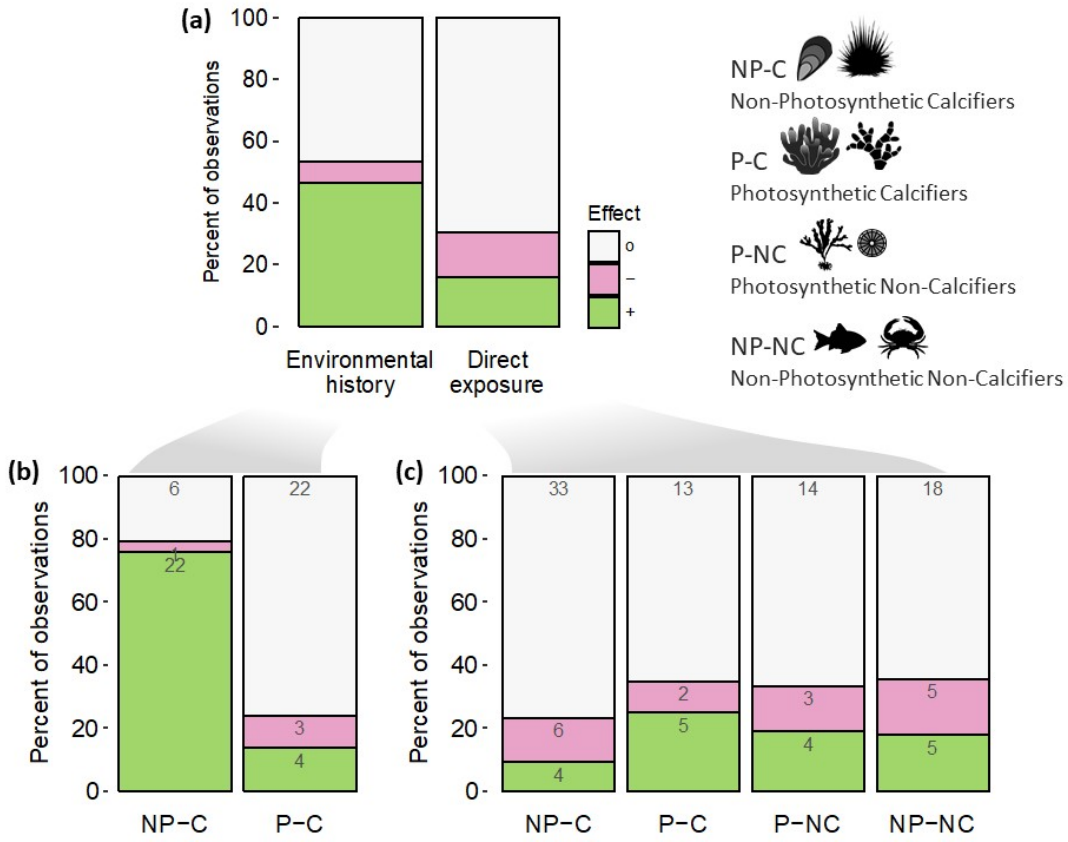 (a)
Percent of observations
100
80
60
40
20
0
Environmental history
Direct exposure
Effect
o
−
+
NP-C
Non-Photosynthetic Calcifiers
P-C
Photosynthetic Calcifiers
P-NC
Photosynthetic Non-Calcifiers
NP-NC
Non-Photosynthetic Non-Calcifiers
(b)
Percent of observations
100
80
60
40
20
0
6
1
22
22
3
4
NP−C
P−C
(c)
Percent of observations
100
80
60
40
20
0
33
6
4
13
2
5
14
3
4
18
5
5
NP−C
P−C
P−NC
NP−NC